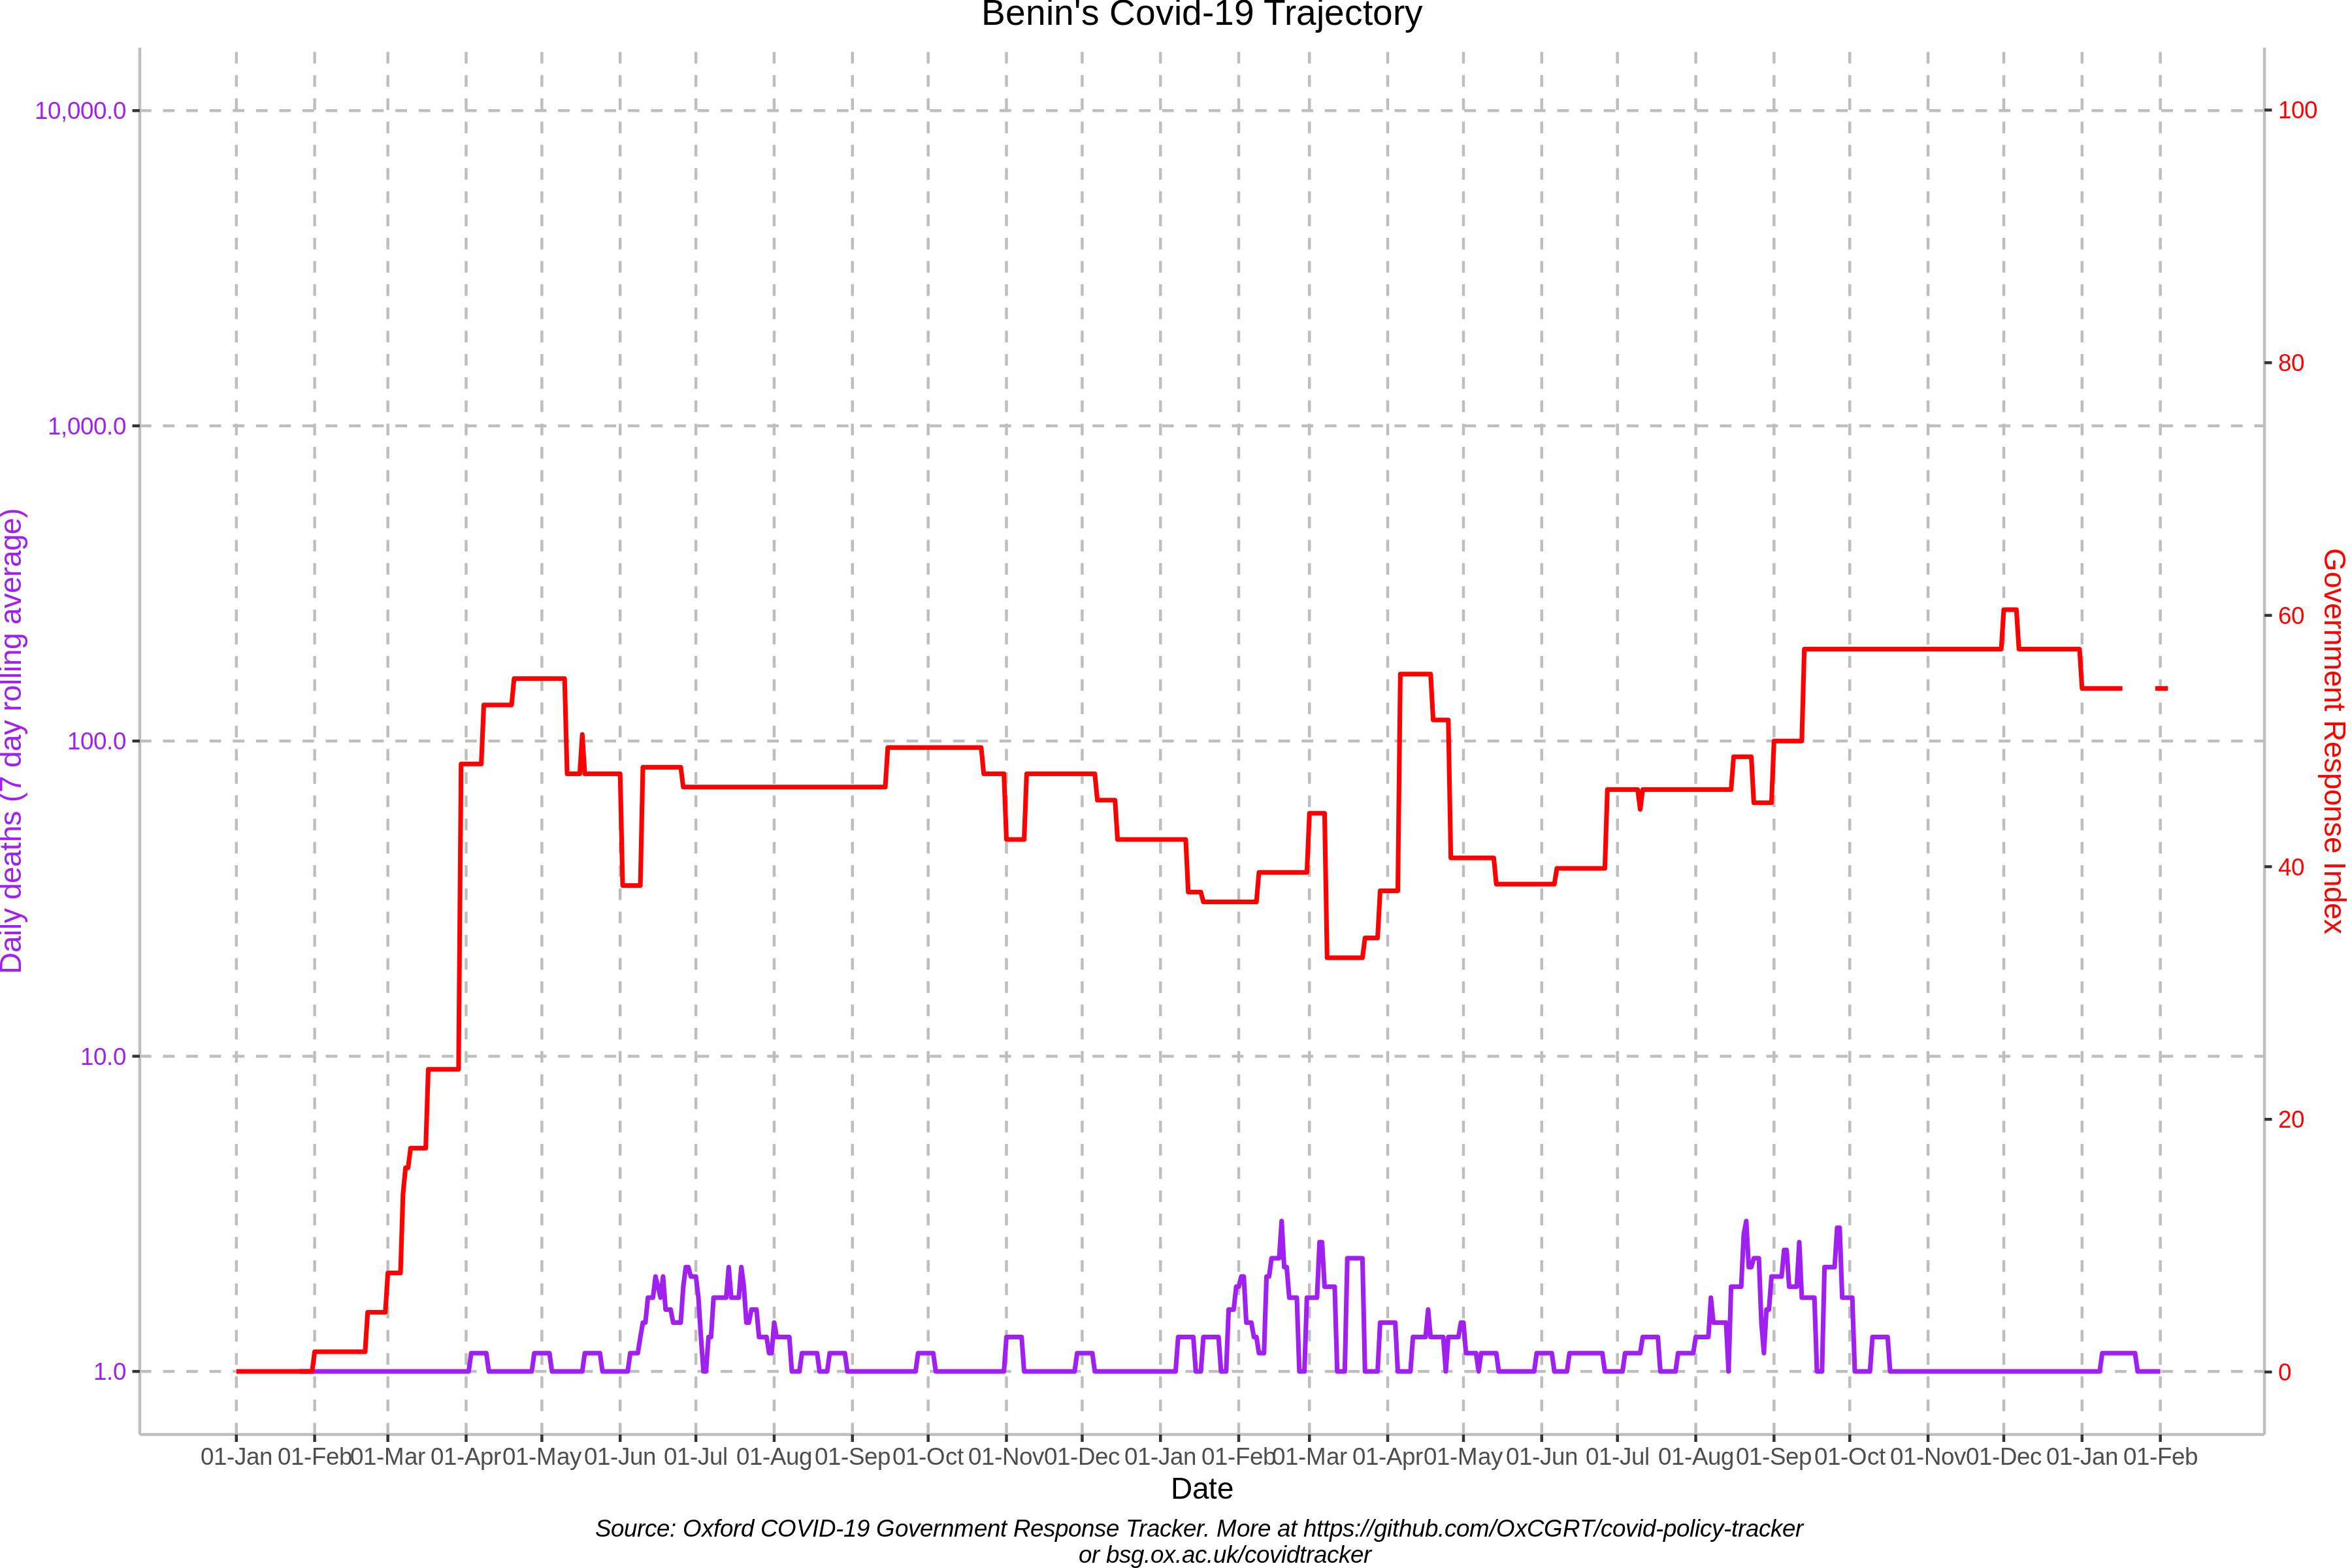 Benin's Covid-19 Trajectory
10,000.0
1,000.0
100.0
10.0
1.0
Daily deaths (7 day rolling average)
100
80
60
40
20
0
Government Response Index
01-Jan 01-Feb 01-Mar 01-Apr 01-May 01-Jun 01-Jul 01-Aug 01-Sep 01-Oct 01-Nov 01-Dec 01-Jan 01-Feb 01-Mar 01-Apr 01-May 01-Jun 01-Jul 01-Aug 01-Sep 01-Oct 01-Nov 01-Dec 01-Jan 01-Feb
Date
Source: Oxford COVID-19 Government Response Tracker. More at https://github.com/OxCGRT/covid-policy-tracker
or bsg.ox.ac.uk/covidtracker